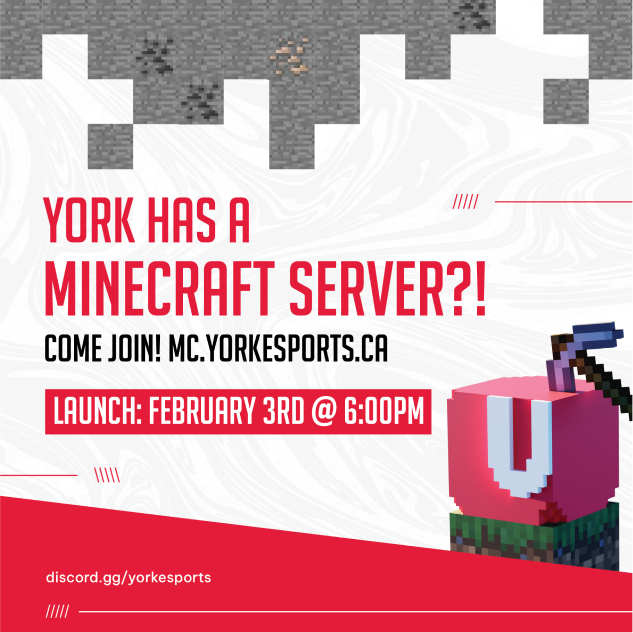 YORK HAS A
MINECRAFT SERVER?!
COME JOIN! MC.YORKESPORTS.CA
LAUNCH: FEBRUARY 3RD @ 6:00PM
U
discord.gg/yorkesports